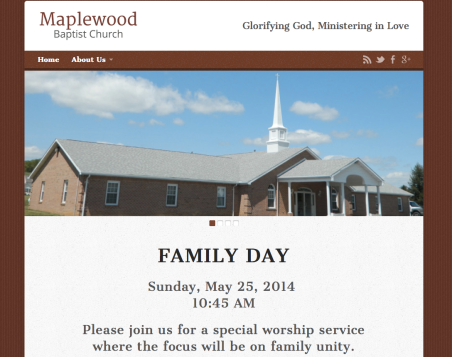 Maplewood
Baptist Church
Glorifying God, Ministering in Love
Home About Us
FAMILY DAY
Sunday, May 25, 2014
10:45 AM
Please join us for a special worship service
where the focus will be on family unity.